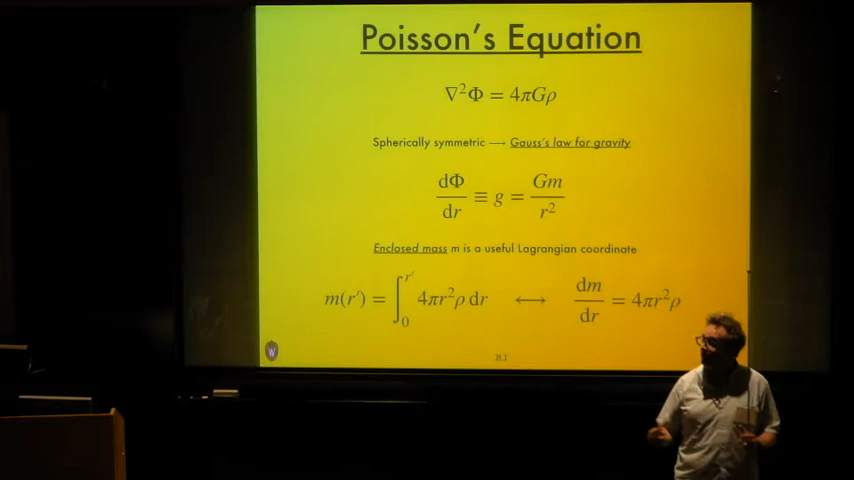 Poisson's Equation
∇²Φ = 4πGρ
Spherically symmetric → Gauss's law for gravity
dΦ/dr ≡ g = Gm/r²
Enclosed mass m is a useful Lagrangian coordinate
m(r′) = ∫₀^r′ 4πr²ρ dr ⟷ dm/dr = 4πr²ρ
W